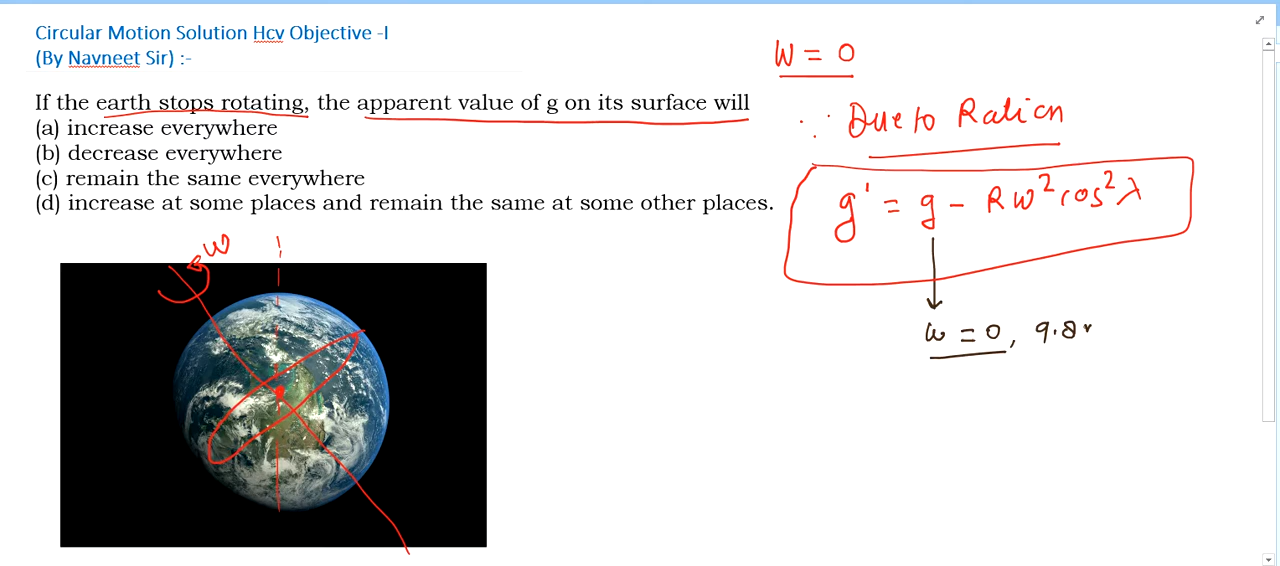 Circular Motion Solution Hcv Objective -I
(By Navneet Sir) :-
If the earth stops rotating, the apparent value of g on its surface will
(a) increase everywhere
(b) decrease everywhere
(c) remain the same everywhere
(d) increase at some places and remain the same at some other places.
W = 0
∵ Due to Ration
g' = g - Rω²cos²λ
ω = 0, 9.8
ω